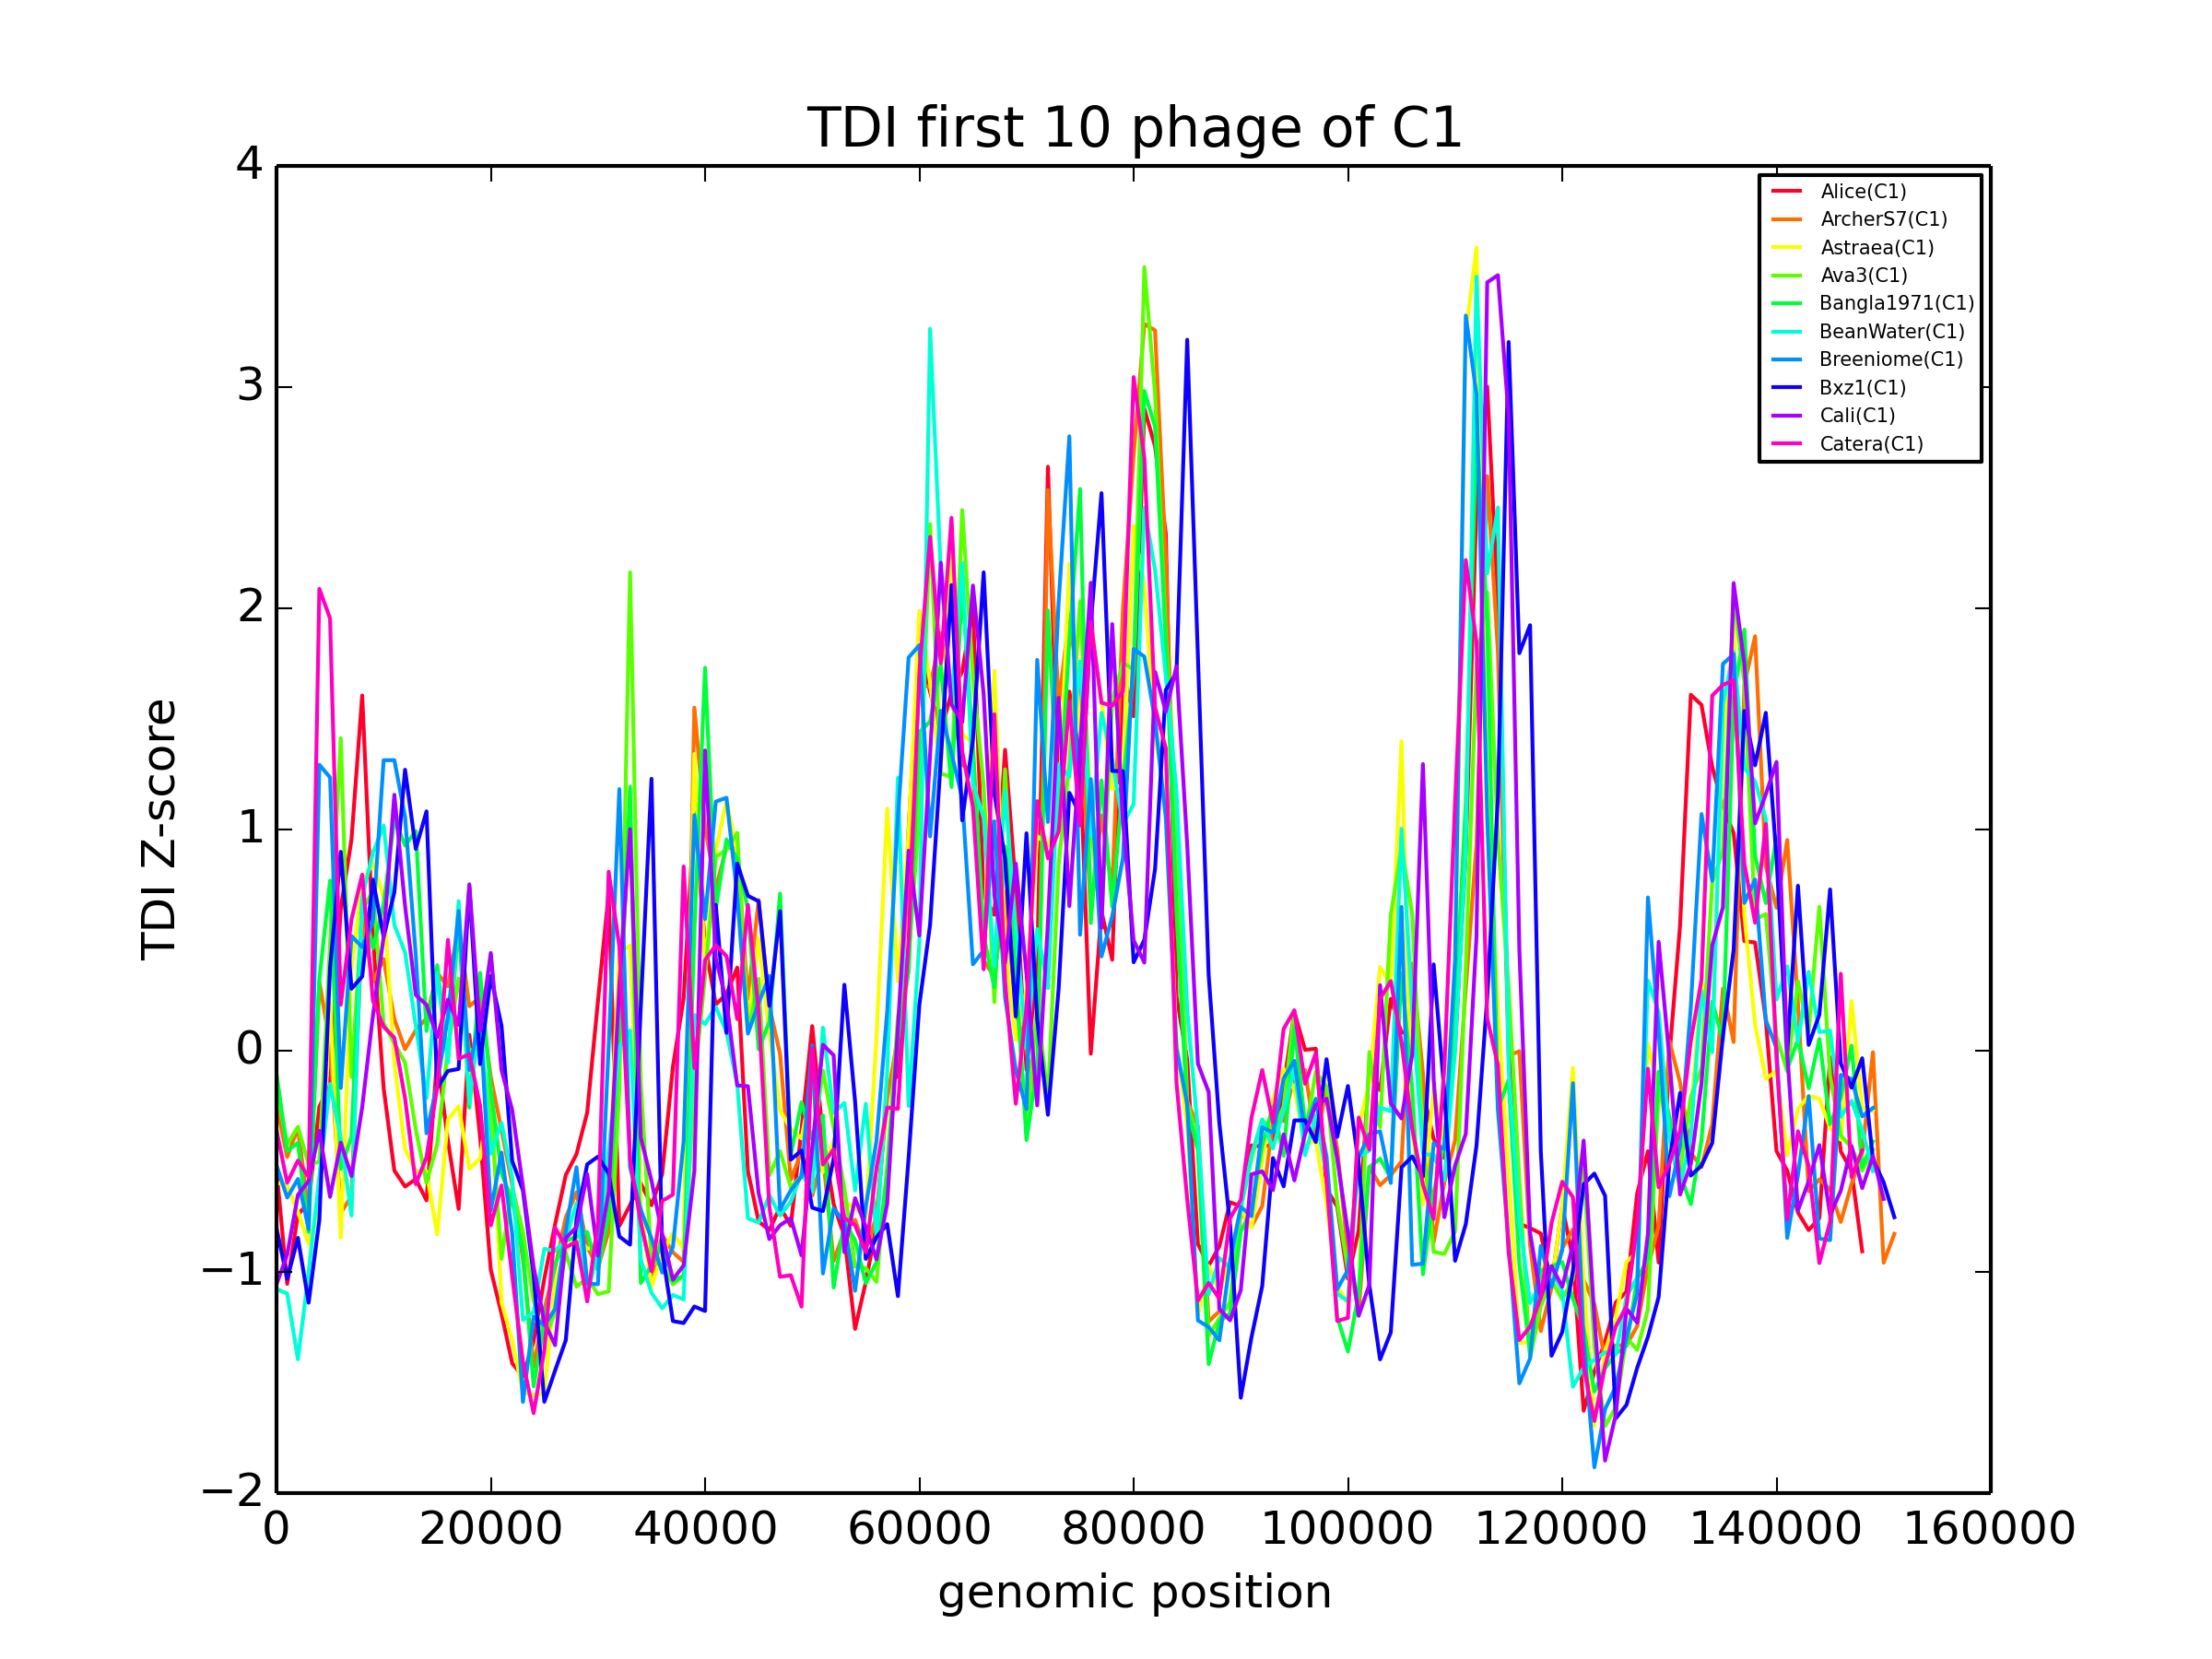 TDI first 10 phage of C1
4
3
2
1
0
−1
−2
TDI Z-score
Alice(C1)
ArcherS7(C1)
Astraea(C1)
Ava3(C1)
Bangla1971(C1)
BeanWater(C1)
Breeniome(C1)
Bxz1(C1)
Cali(C1)
Catera(C1)
0 20000 40000 60000 80000 100000 120000 140000 160000
genomic position